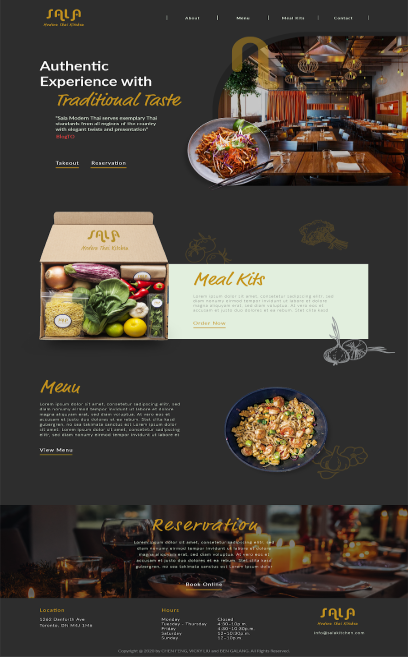 SALA
Modern Thai Kitchen
About
Menu
Meal Kits
Contact
Authentic
Experience with
Traditional Taste
"Sala Modern Thai serves exemplary Thai
standards from all regions of the country
with elegant twists and presentation"
BlogTO
Takeout
Reservation
SALA
Modern Thai Kitchen
Meal Kits
Lorem ipsum dolor sit amet, consetetur sadipscing elitr, sed
diam nonumy eirmod tempor invidunt ut labore et dolore
magna aliquyam erat, sed diam voluptua. At vero eos et
accusam et justo duo dolores et ea rebum. Stet clita kasd
Order Now
Menu
Lorem ipsum dolor sit amet, consetetur sadipscing elitr, sed
diam nonumy eirmod tempor invidunt ut labore et dolore
magna aliquyam erat, sed diam voluptua. At vero eos et
accusam et justo duo dolores et ea rebum. Stet clita kasd
gubergren, no sea takimata sanctus est Lorem ipsum dolor sit
amet. Lorem ipsum dolor sit amet, consetetur sadipscing
elitr, sed diam nonumy eirmod tempor invidunt ut labore et
View Menu
Reservation
Lorem ipsum dolor sit amet, consetetur sadipscing elitr, sed
diam nonumy eirmod tempor invidunt ut labore et dolore
magna aliquyam erat, sed diam voluptua. At vero eos et
accusam et justo duo dolores et ea rebum. Stet clita kasd
gubergren, no sea takimata sanctus est Lorem ipsum dolor
Book Online
Location
1262 Danforth Ave
Toronto, ON M4J 1M6
Hours
Monday Closed
Tuesday - Thursday 4:30-10p.m.
Friday 4:30-10:30p.m.
Saturday 12-10:30p.m.
Sunday 12-10p.m.
SALA
Modern Thai Kitchen
info@salakitchen.com
Copyright @ 2020 by
All Rights Reserved